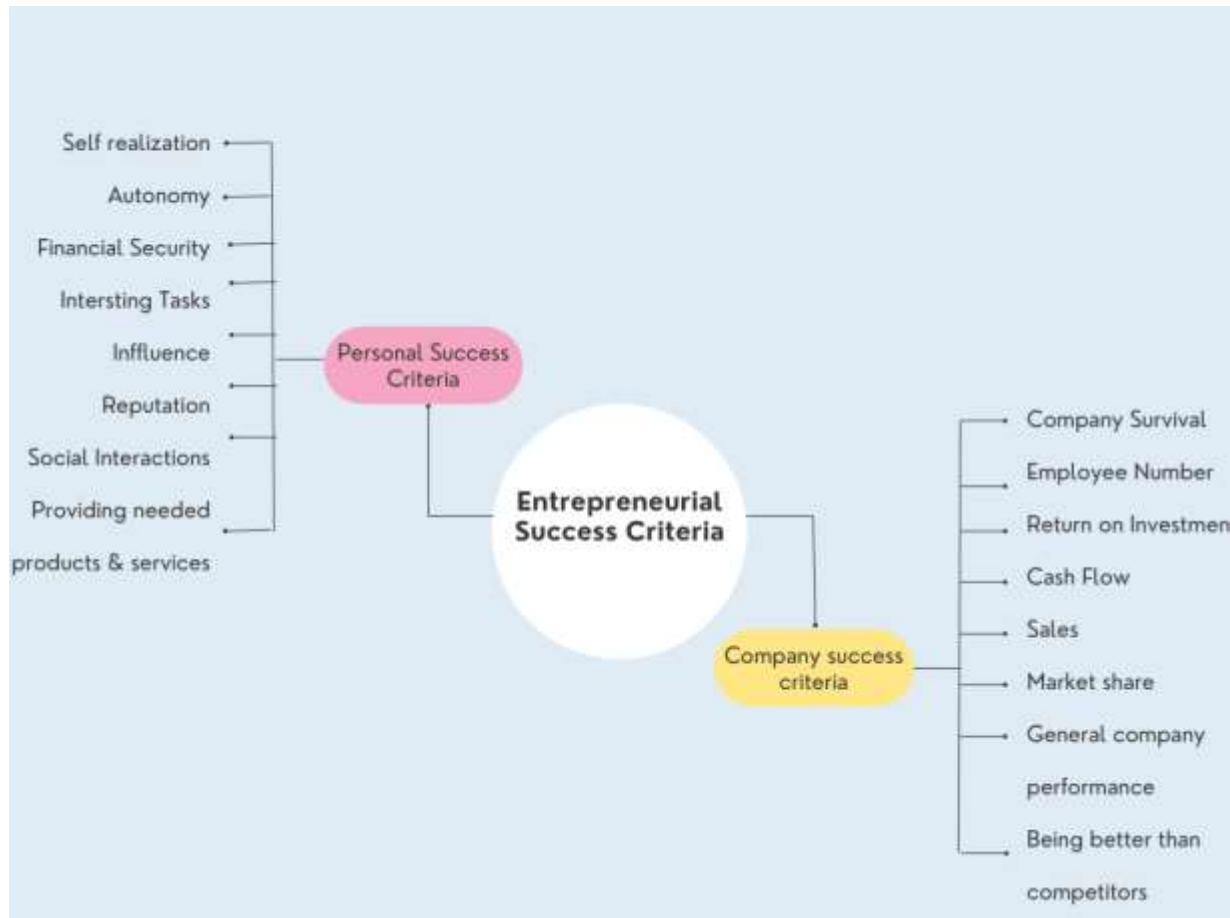 Self realization
Autonomy
Financial Security
Intersting Tasks
Inffluence
Reputation
Social Interactions
Providing needed
products & services
Personal Success
Criteria
Entrepreneurial
Success Criteria
Company success
criteria
Company Survival
Employee Number
Return on Investmen
Cash Flow
Sales
Market share
General company
performance
Being better than
competitors